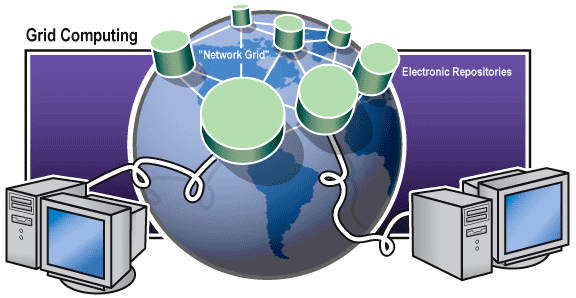 Grid Computing
"Network Grid"
Electronic Repositories